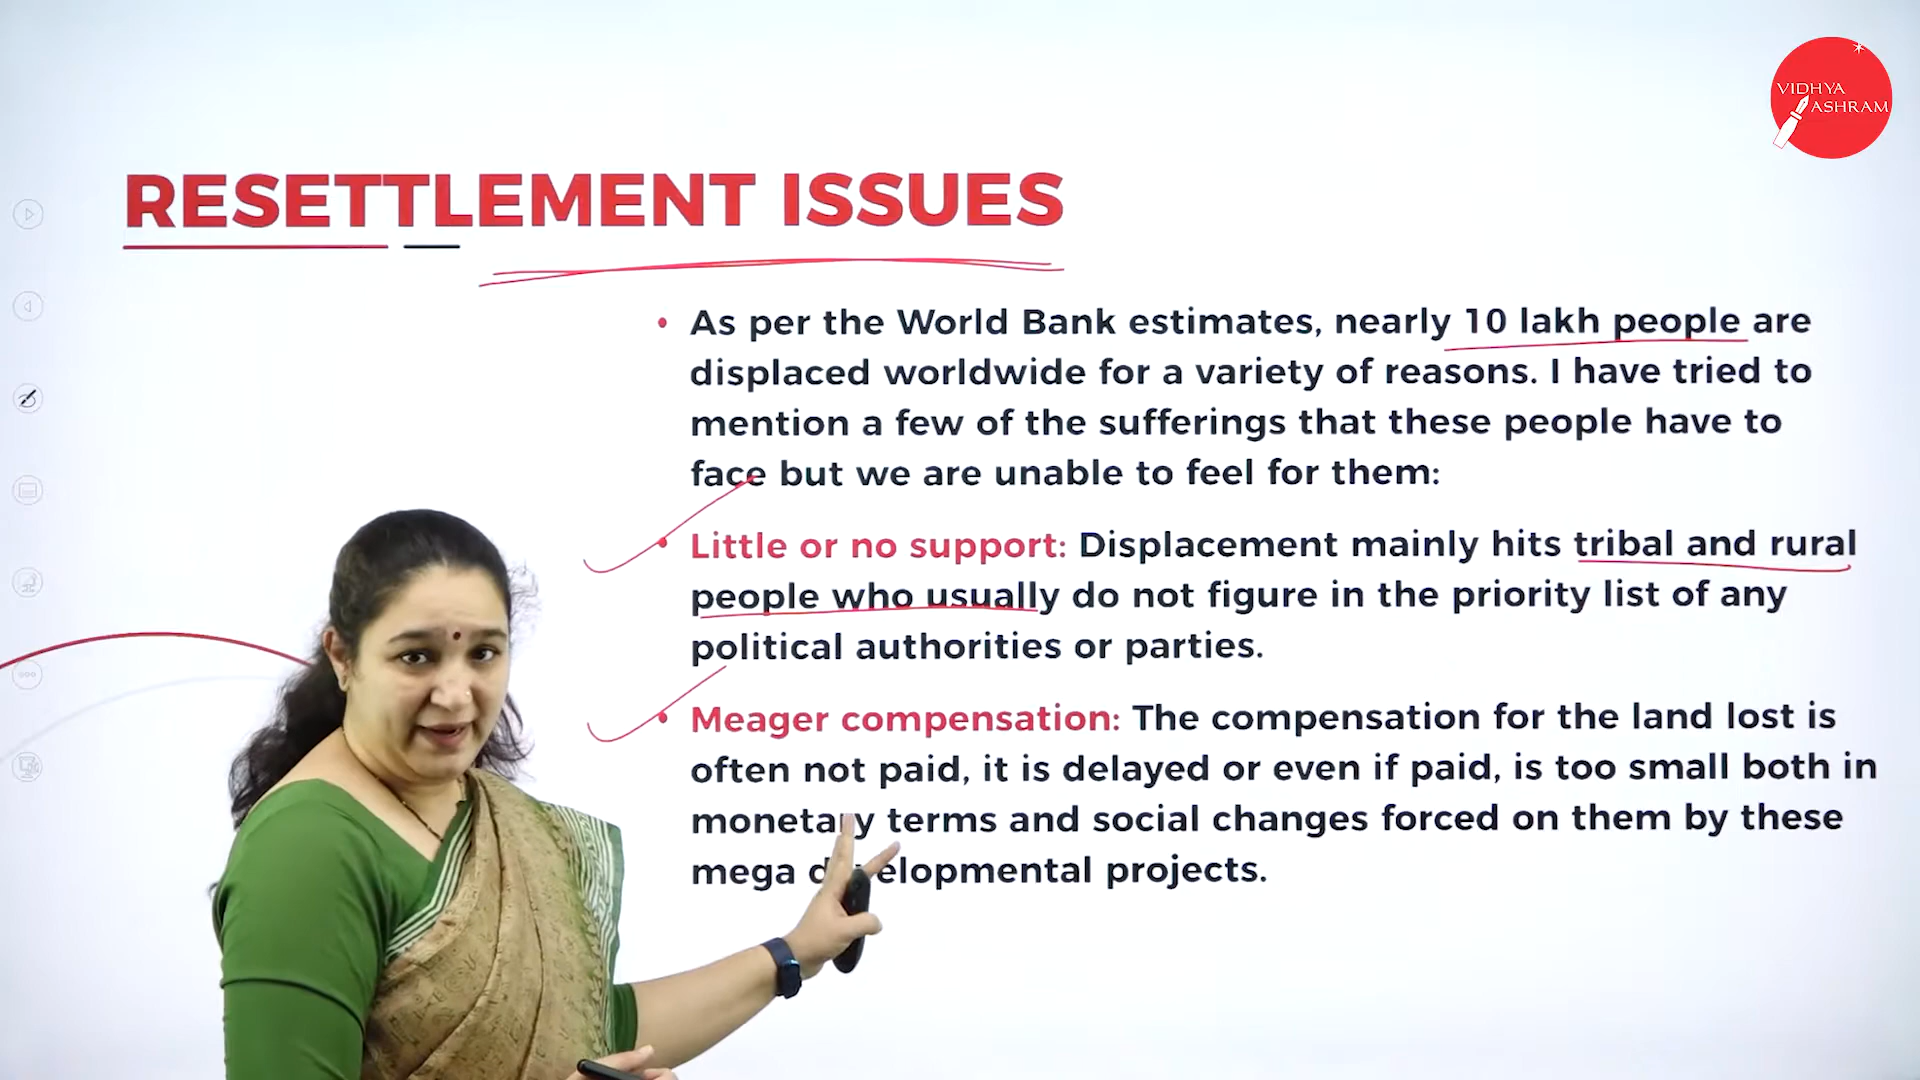 VIDHYA
ASHRAM
RESETTLEMENT ISSUES
• As per the World Bank estimates, nearly 10 lakh people are
displaced worldwide for a variety of reasons. I have tried to
mention a few of the sufferings that these people have to
face but we are unable to feel for them:
• Little or no support: Displacement mainly hits tribal and rural
people who usually do not figure in the priority list of any
political authorities or parties.
• Meager compensation: The compensation for the land lost is
often not paid, it is delayed or even if paid, is too small both in
monetary terms and social changes forced on them by these
mega developmental projects.